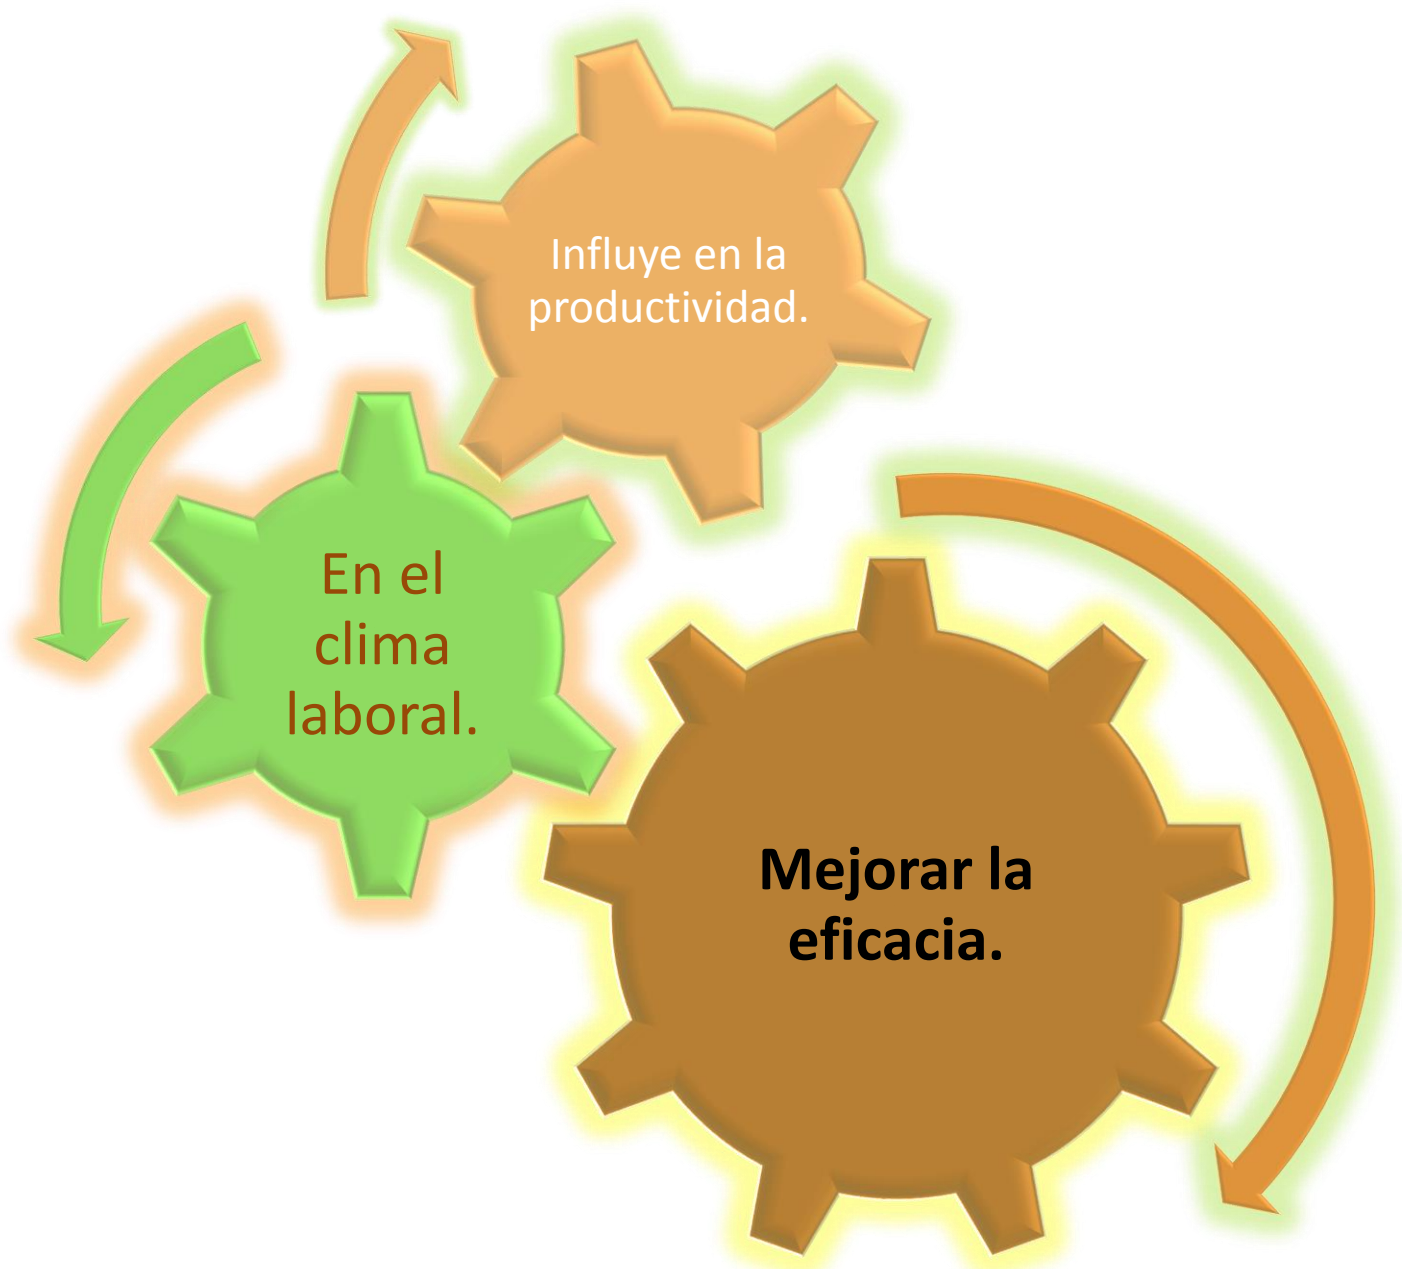 Influye en la
productividad.
En el
clima
laboral.
Mejorar la
eficacia.